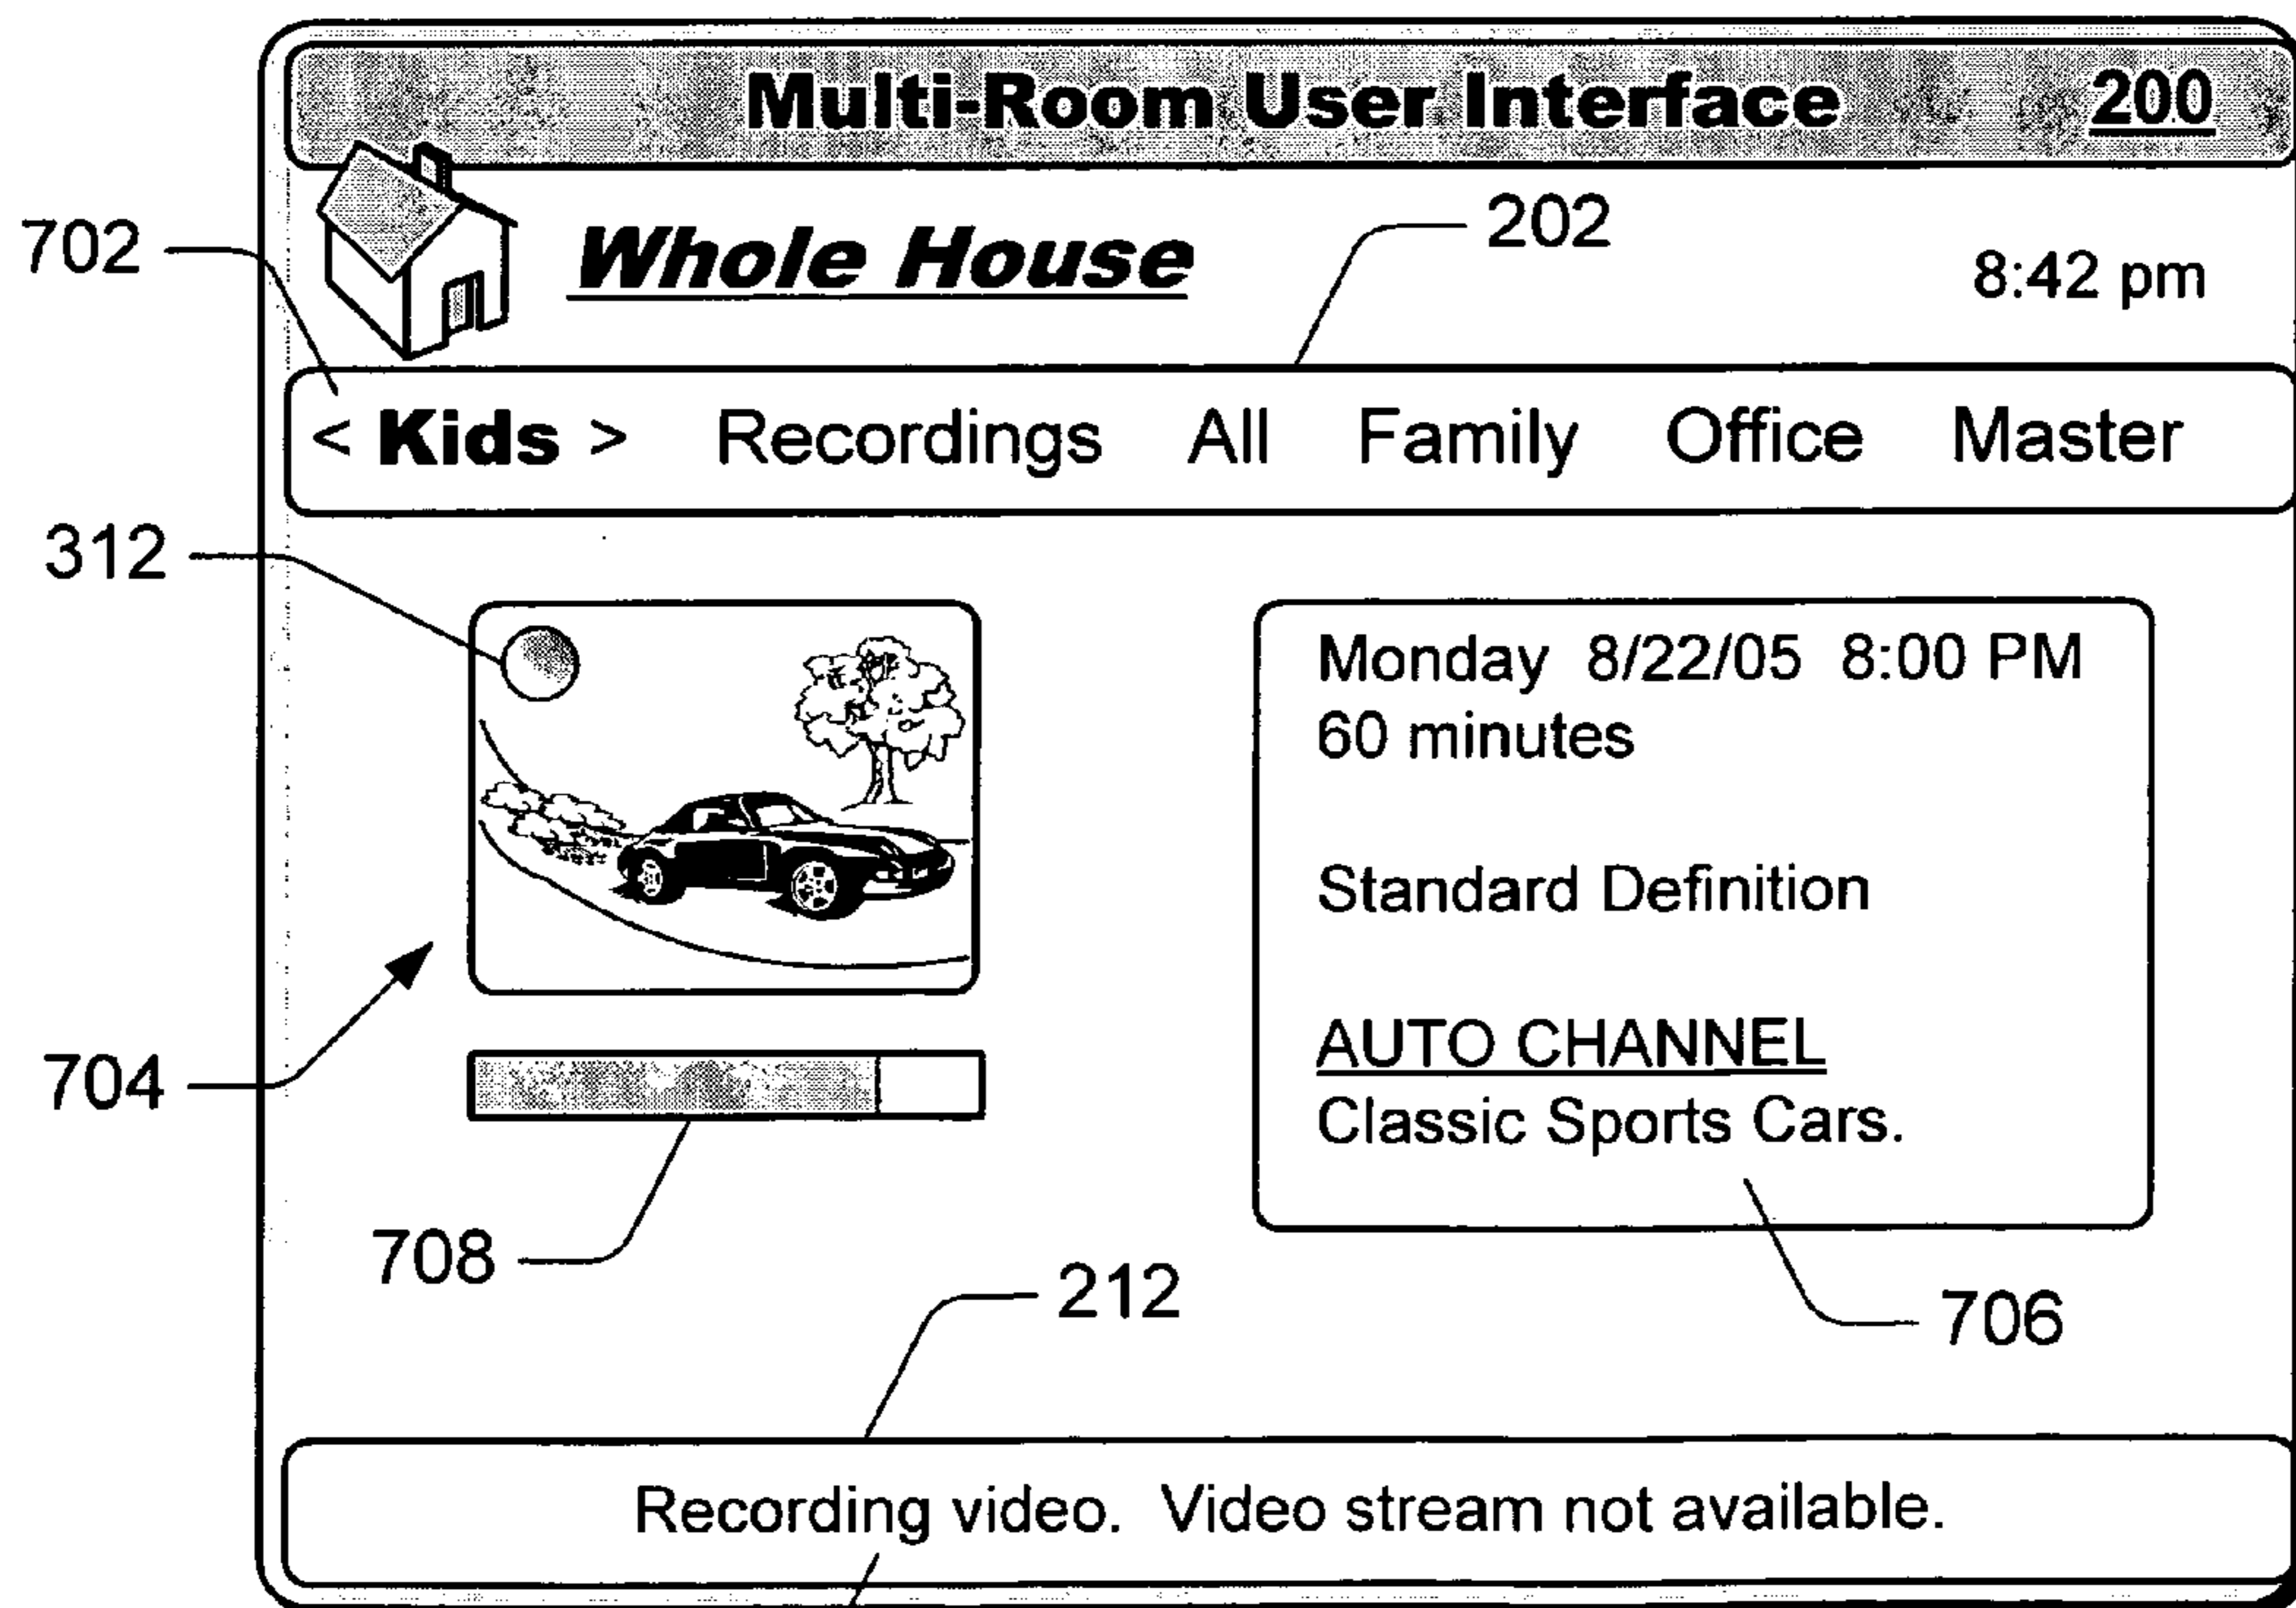 Multi-Room User Interface 200
702
Whole House
202
8:42 pm
< Kids > Recordings All Family Office Master
312
Monday 8/22/05 8:00 PM
60 minutes
Standard Definition
AUTO CHANNEL
Classic Sports Cars.
704
708
212
706
Recording video. Video stream not available.